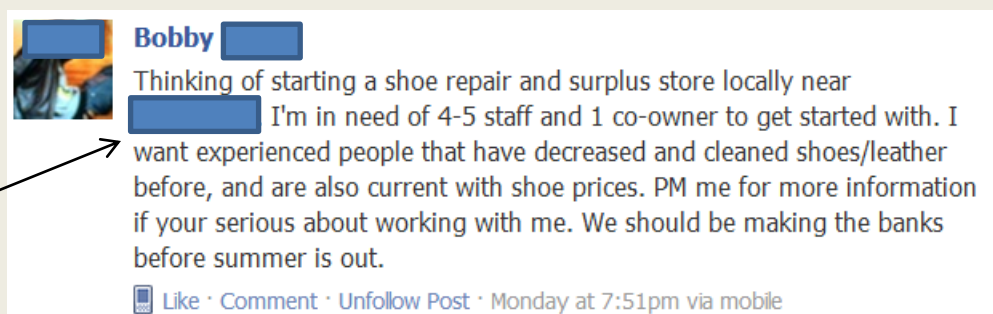 Bobby
Thinking of starting a shoe repair and surplus store locally near
I'm in need of 4-5 staff and 1 co-owner to get started with. I
want experienced people that have decreased and cleaned shoes/leather
before, and are also current with shoe prices. PM me for more information
if your serious about working with me. We should be making the banks
before summer is out.
Like · Comment · Unfollow Post · Monday at 7:51pm via mobile